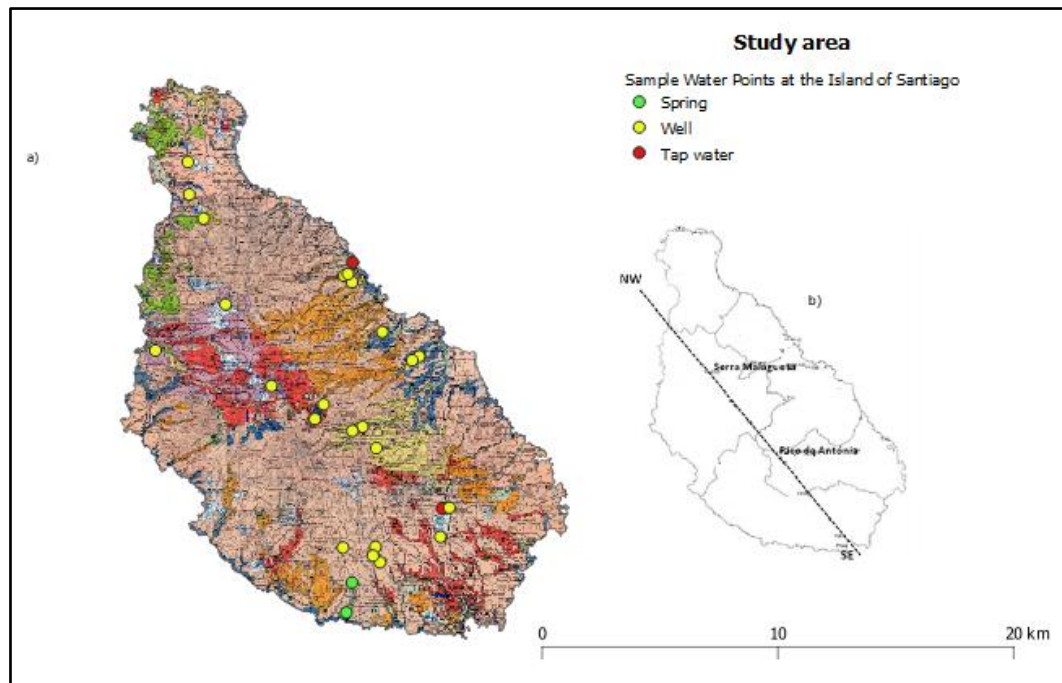 Study area
Sample Water Points at the Island of Santiago
Spring
Well
Tap water
a)
b)
NW
Serra Malagueta
Pico da Antónia
SE
0 10 20 km